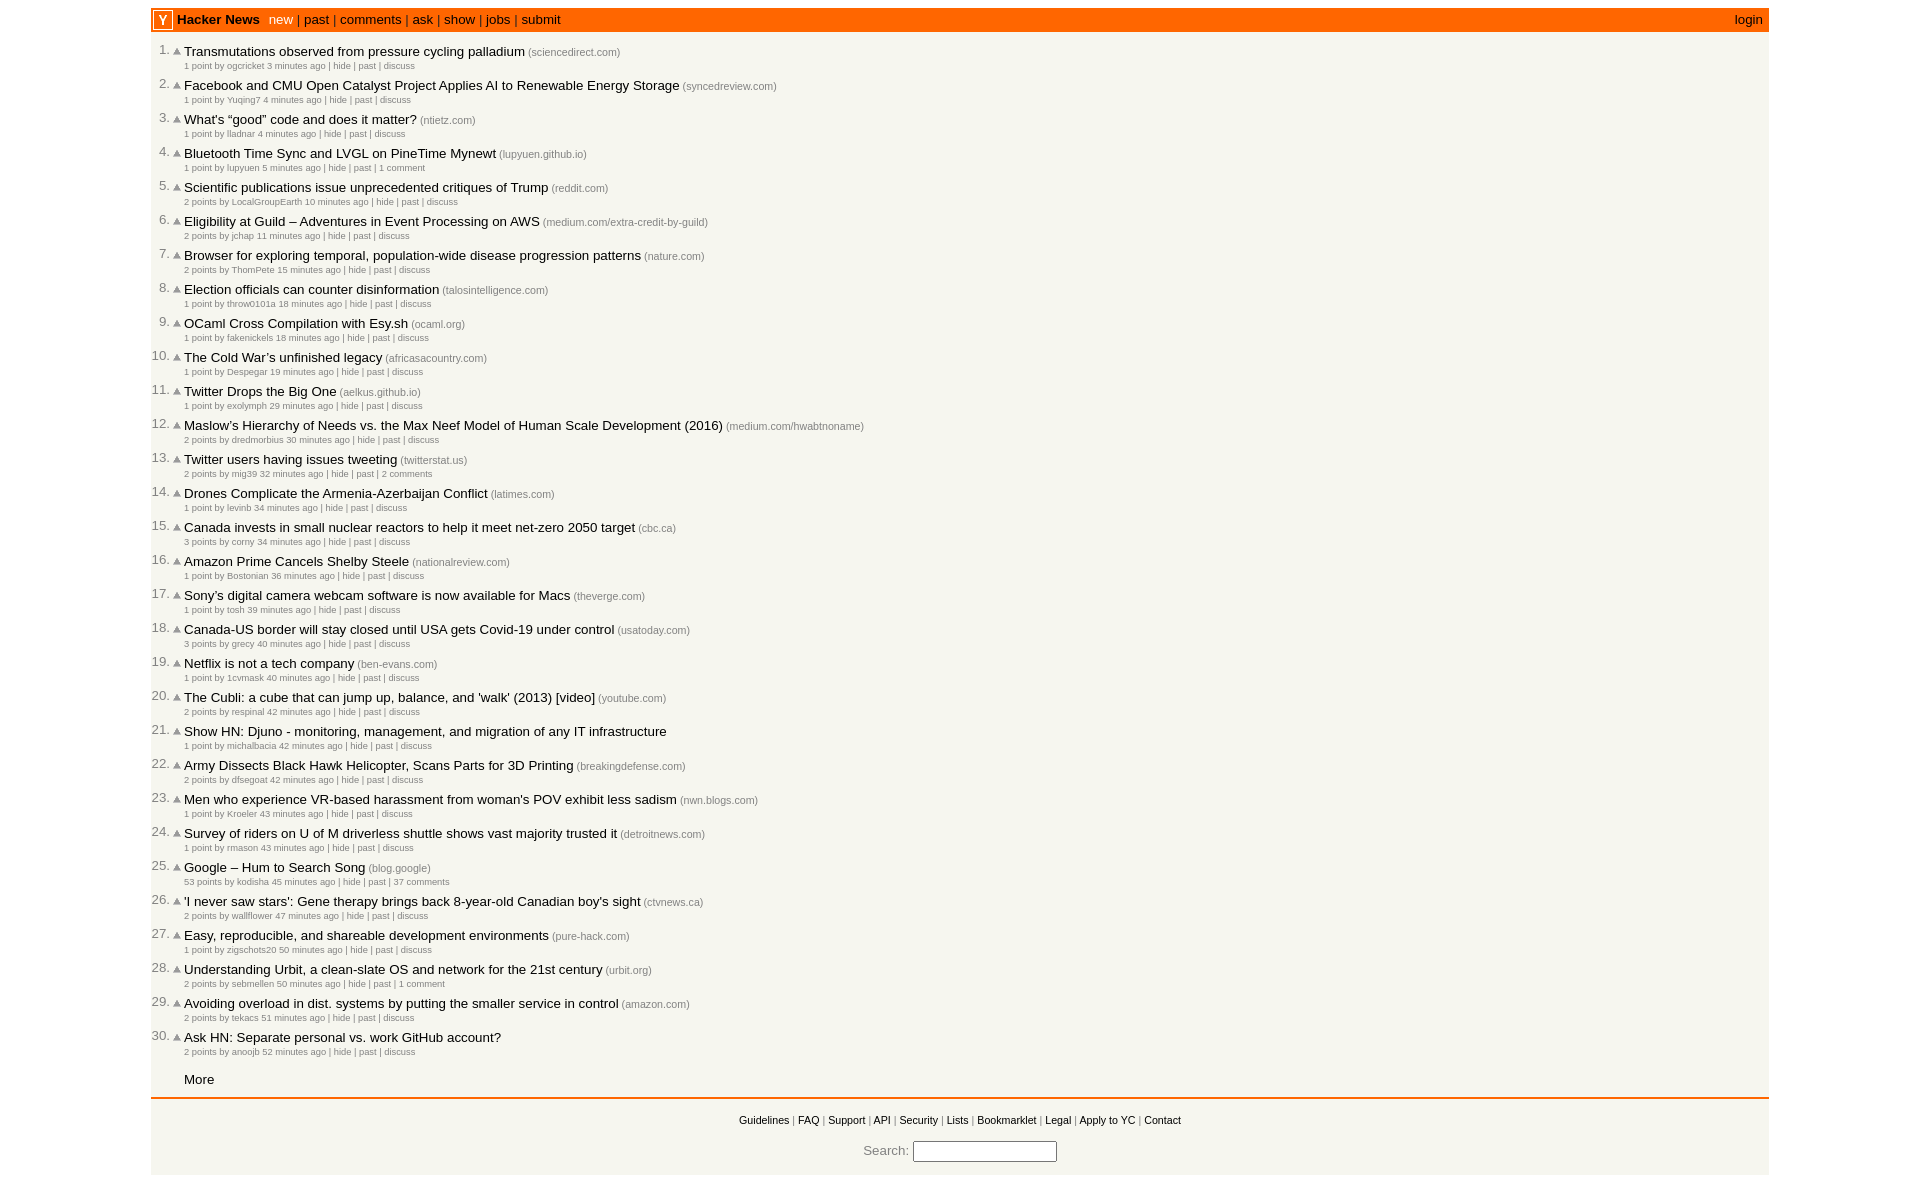 Y Hacker News new | past | comments | ask | show | jobs | submit login
1. Transmutations observed from pressure cycling palladium (sciencedirect.com)
1 point by ogcricket 3 minutes ago | hide | past | discuss
2. Facebook and CMU Open Catalyst Project Applies AI to Renewable Energy Storage (syncedreview.com)
1 point by Yuqing7 4 minutes ago | hide | past | discuss
3. What's “good” code and does it matter? (ntietz.com)
1 point by lladnar 4 minutes ago | hide | past | discuss
4. Bluetooth Time Sync and LVGL on PineTime Mynewt (lupyuen.github.io)
1 point by lupyuen 5 minutes ago | hide | past | 1 comment
5. Scientific publications issue unprecedented critiques of Trump (reddit.com)
2 points by LocalGroupEarth 10 minutes ago | hide | past | discuss
6. Eligibility at Guild – Adventures in Event Processing on AWS (medium.com/extra-credit-by-guild)
2 points by jchap 11 minutes ago | hide | past | discuss
7. Browser for exploring temporal, population-wide disease progression patterns (nature.com)
2 points by ThomPete 15 minutes ago | hide | past | discuss
8. Election officials can counter disinformation (talosintelligence.com)
1 point by throw0101a 18 minutes ago | hide | past | discuss
9. OCaml Cross Compilation with Esy.sh (ocaml.org)
1 point by fakenickels 18 minutes ago | hide | past | discuss
10. The Cold War’s unfinished legacy (africasacountry.com)
1 point by Despegar 19 minutes ago | hide | past | discuss
11. Twitter Drops the Big One (aelkus.github.io)
1 point by exolymph 29 minutes ago | hide | past | discuss
12. Maslow’s Hierarchy of Needs vs. the Max Neef Model of Human Scale Development (2016) (medium.com/hwabtnoname)
2 points by dredmorbius 30 minutes ago | hide | past | discuss
13. Twitter users having issues tweeting (twitterstat.us)
2 points by mig39 32 minutes ago | hide | past | 2 comments
14. Drones Complicate the Armenia-Azerbaijan Conflict (latimes.com)
1 point by levinb 34 minutes ago | hide | past | discuss
15. Canada invests in small nuclear reactors to help it meet net-zero 2050 target (cbc.ca)
3 points by corny 34 minutes ago | hide | past | discuss
16. Amazon Prime Cancels Shelby Steele (nationalreview.com)
1 point by Bostonian 36 minutes ago | hide | past | discuss
17. Sony’s digital camera webcam software is now available for Macs (theverge.com)
1 point by tosh 39 minutes ago | hide | past | discuss
18. Canada-US border will stay closed until USA gets Covid-19 under control (usatoday.com)
3 points by grecy 40 minutes ago | hide | past | discuss
19. Netflix is not a tech company (ben-evans.com)
1 point by 1cvmask 40 minutes ago | hide | past | discuss
20. The Cubli: a cube that can jump up, balance, and 'walk' (2013) [video] (youtube.com)
2 points by respinal 42 minutes ago | hide | past | discuss
21. Show HN: Djuno - monitoring, management, and migration of any IT infrastructure
1 point by michalbacia 42 minutes ago | hide | past | discuss
22. Army Dissects Black Hawk Helicopter, Scans Parts for 3D Printing (breakingdefense.com)
2 points by dfsegoat 42 minutes ago | hide | past | discuss
23. Men who experience VR-based harassment from woman's POV exhibit less sadism (nwn.blogs.com)
1 point by Kroeler 43 minutes ago | hide | past | discuss
24. Survey of riders on U of M driverless shuttle shows vast majority trusted it (detroitnews.com)
1 point by rmason 43 minutes ago | hide | past | discuss
25. Google – Hum to Search Song (blog.google)
53 points by kodisha 45 minutes ago | hide | past | 37 comments
26. 'I never saw stars': Gene therapy brings back 8-year-old Canadian boy's sight (ctvnews.ca)
2 points by wallflower 47 minutes ago | hide | past | discuss
27. Easy, reproducible, and shareable development environments (pure-hack.com)
1 point by zigschots20 50 minutes ago | hide | past | discuss
28. Understanding Urbit, a clean-slate OS and network for the 21st century (urbit.org)
2 points by sebmellen 50 minutes ago | hide | past | 1 comment
29. Avoiding overload in dist. systems by putting the smaller service in control (amazon.com)
2 points by tekacs 51 minutes ago | hide | past | discuss
30. Ask HN: Separate personal vs. work GitHub account?
2 points by anoojb 52 minutes ago | hide | past | discuss
More
Guidelines | FAQ | Support | API | Security | Lists | Bookmarklet | Legal | Apply to YC | Contact
Search: